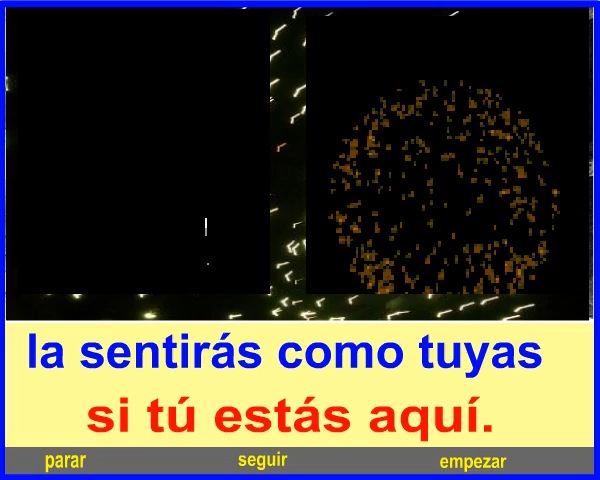 la sentirás como tuyas
si tú estás aquí.
parar seguir empezar